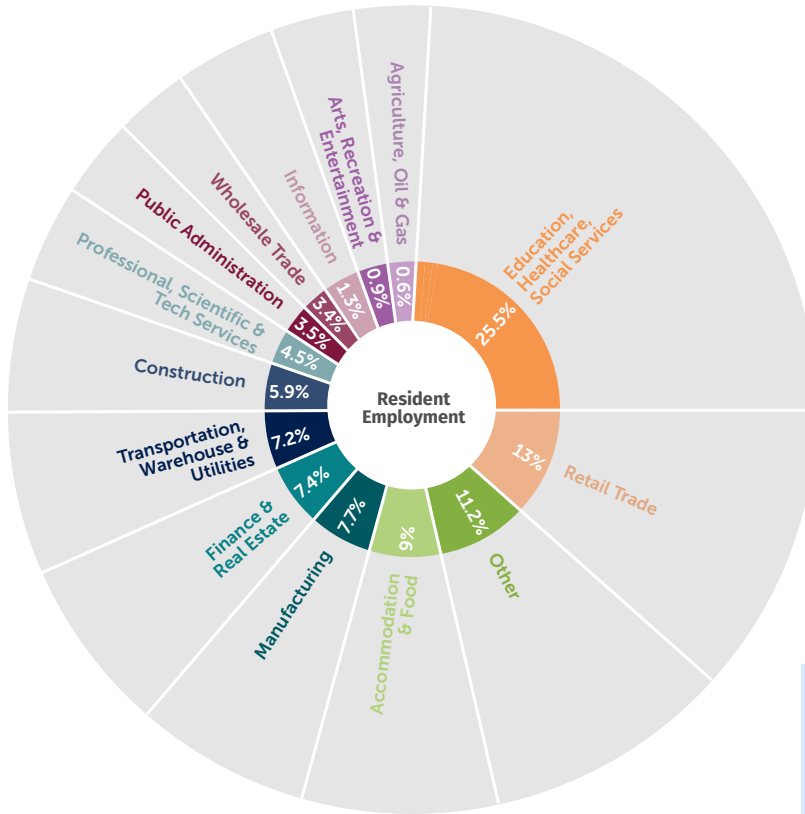 Resident
Employment
Education,
Healthcare,
Social Services
25.5%
Retail Trade
13%
Other
11.2%
Accommodation
& Food
9%
Manufacturing
7.7%
Finance &
Real Estate
7.4%
Transportation,
Warehouse &
Utilities
7.2%
Construction
5.9%
Professional, Scientific &
Tech Services
4.5%
Public Administration
3.5%
Wholesale Trade
3.4%
Information
1.3%
Arts, Recreation &
Entertainment
0.9%
Agriculture, Oil & Gas
0.6%